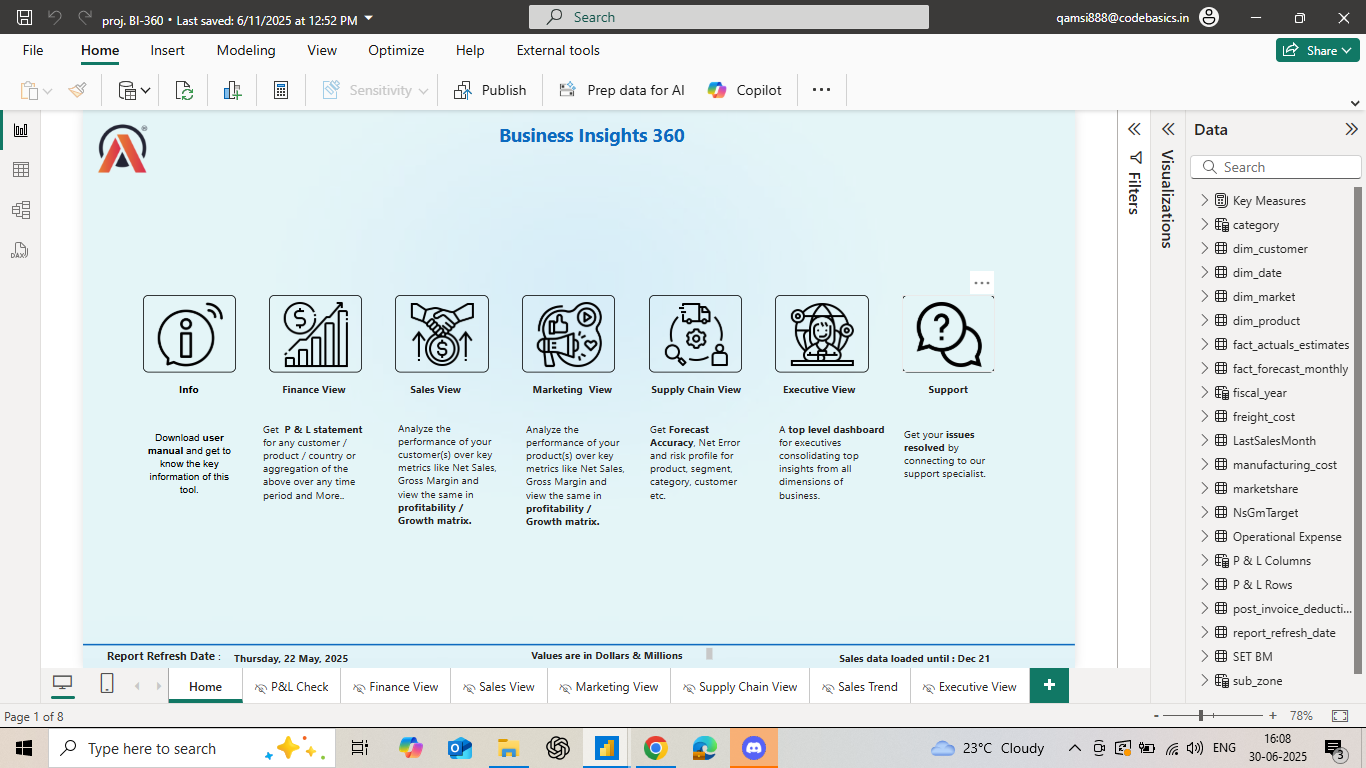 proj. BI-360 • Last saved: 6/11/2025 at 12:52 PM
Search
qamsi888@codebasics.in
File
Home
Insert
Modeling
View
Optimize
Help
External tools
Share
Sensitivity
Publish
Prep data for AI
Copilot
Business Insights 360
Info
Finance View
Sales View
Marketing View
Supply Chain View
Executive View
Support
Download user
manual and get to
know the key
information of this
tool.
Get P & L statement
for any customer /
product / country or
aggregation of the
above over any time
period and More..
Analyze the
performance of your
customer(s) over key
metrics like Net Sales,
Gross Margin and
view the same in
profitability /
Growth matrix.
Analyze the
performance of your
product(s) over key
metrics like Net Sales,
Gross Margin and
view the same in
profitability /
Growth matrix.
Get Forecast
Accuracy, Net Error
and risk profile for
product, segment,
category, customer
etc.
A top level dashboard
for executives
consolidating top
insights from all
dimensions of
business.
Get your issues
resolved by
connecting to our
support specialist.
Report Refresh Date :
Thursday, 22 May, 2025
Values are in Dollars & Millions
Sales data loaded until : Dec 21
Filters
Visualizations
Data
Search
Key Measures
category
dim_customer
dim_date
dim_market
dim_product
fact_actuals_estimates
fact_forecast_monthly
fiscal_year
freight_cost
LastSalesMonth
manufacturing_cost
marketshare
NsGmTarget
Operational Expense
P & L Columns
P & L Rows
post_invoice_deducti...
report_refresh_date
SET BM
sub_zone
Home
P&L Check
Finance View
Sales View
Marketing View
Supply Chain View
Sales Trend
Executive View
Page 1 of 8
78%
Type here to search
23°C Cloudy
ENG
16:08
30-06-2025
3